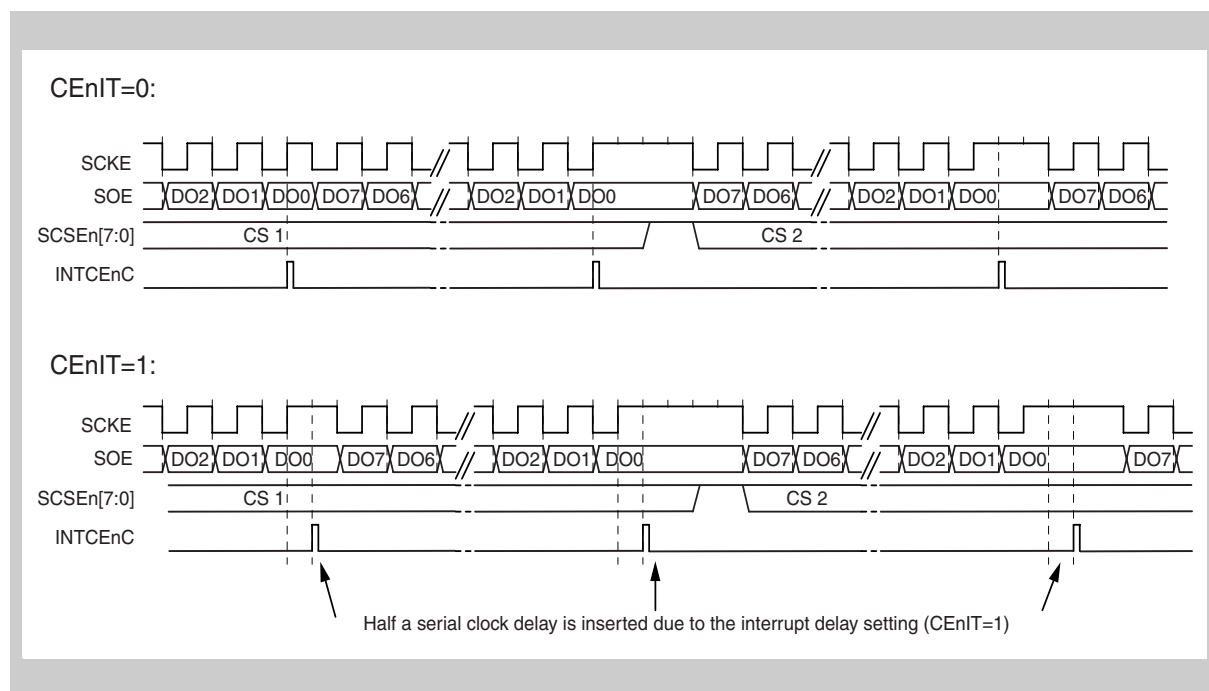 CEnIT=0:
SCKE
SOE DO2 DO1 DO0 DO7 DO6 DO2 DO1 DO0 DO7 DO6 DO2 DO1 DO0 DO7 DO6
SCSEn[7:0] CS 1 CS 2
INTCEnC
CEnIT=1:
SCKE
SOE DO2 DO1 DO0 DO7 DO6 DO2 DO1 DO0 DO7 DO6 DO2 DO1 DO0 DO7
SCSEn[7:0] CS 1 CS 2
INTCEnC
Half a serial clock delay is inserted due to the interrupt delay setting (CEnIT=1)